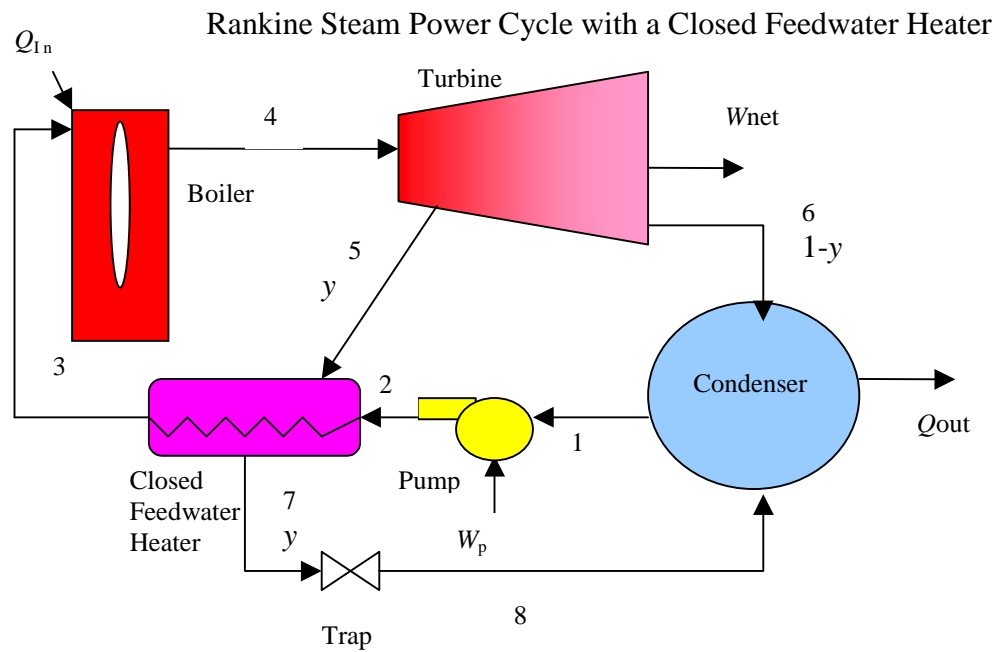 Rankine Steam Power Cycle with a Closed Feedwater Heater
QIn
Turbine
4
Wnet
Boiler
6
1-y
5
y
3
2
Condenser
Qout
1
Closed
Feedwater
Heater
Pump
7
y
Wp
8
Trap